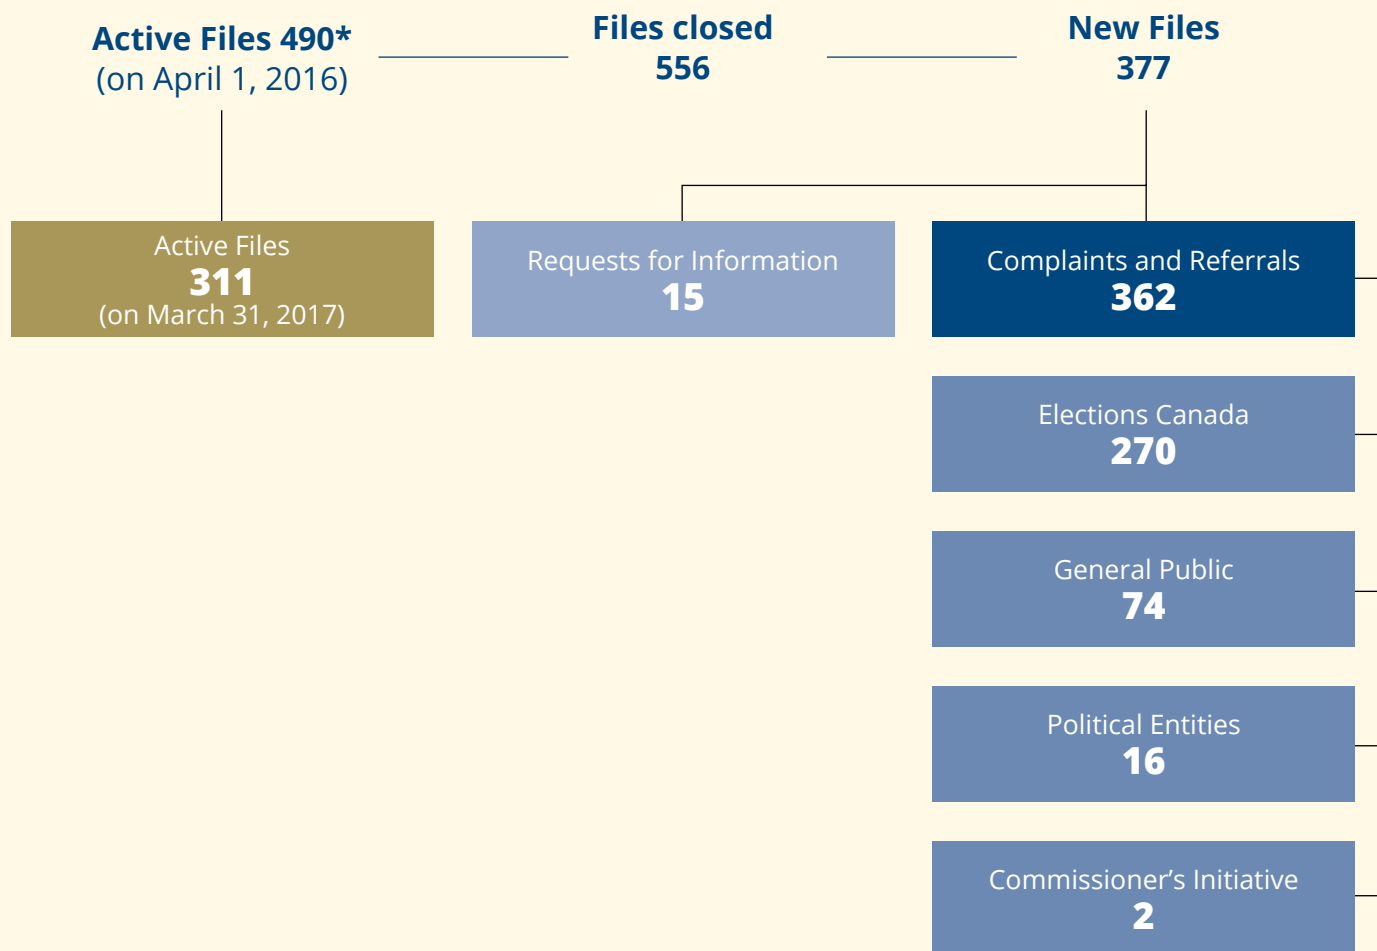 Active Files 490*
(on April 1, 2016)
Files closed
556
New Files
377
Active Files
311
(on March 31, 2017)
Requests for Information
15
Complaints and Referrals
362
Elections Canada
270
General Public
74
Political Entities
16
Commissioner’s Initiative
2